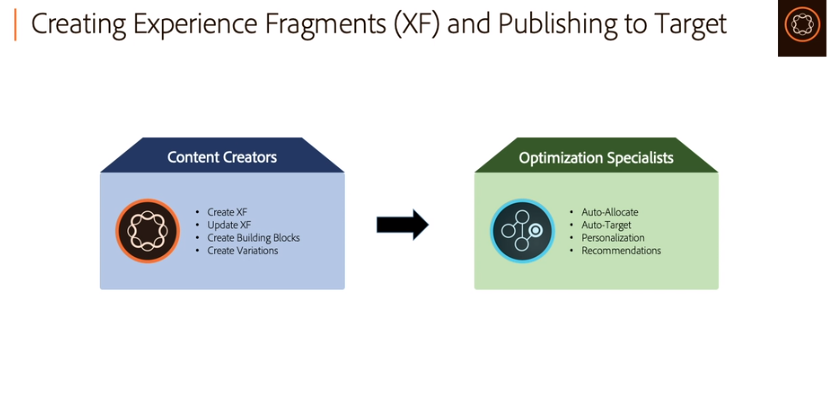 Creating Experience Fragments (XF) and Publishing to Target
Content Creators
• Create XF
• Update XF
• Create Building Blocks
• Create Variations
Optimization Specialists
• Auto-Allocate
• Auto-Target
• Personalization
• Recommendations